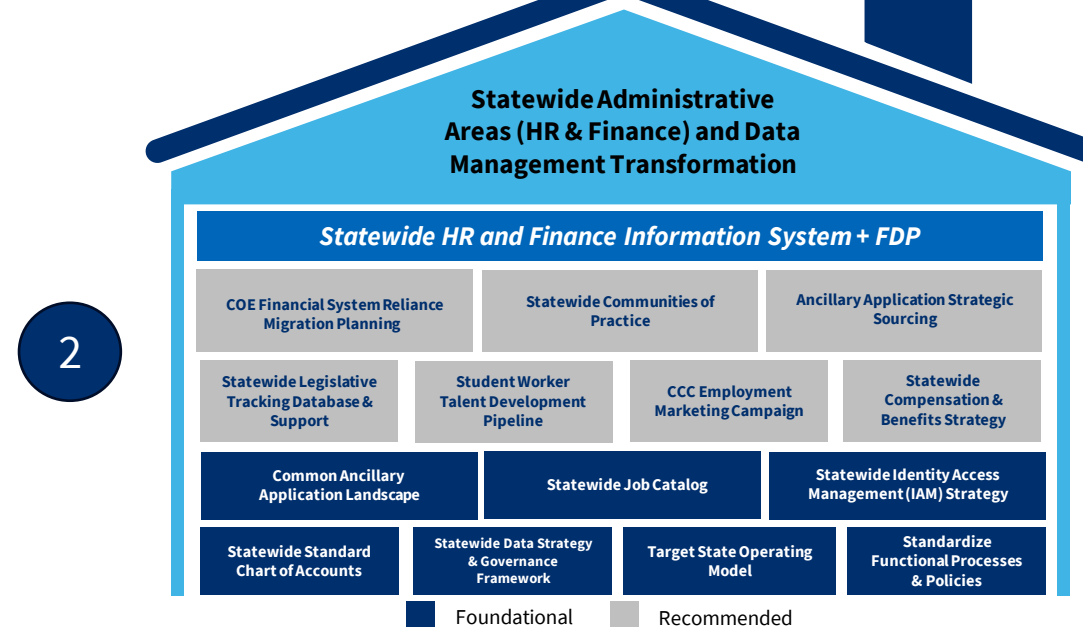 Statewide Administrative
Areas (HR & Finance) and Data
Management Transformation
Statewide HR and Finance Information System + FDP
COE Financial System Reliance
Migration Planning
Statewide Communities of
Practice
Ancillary Application Strategic
Sourcing
2
Statewide Legislative
Tracking Database &
Support
Student Worker
Talent Development
Pipeline
CCC Employment
Marketing Campaign
Statewide
Compensation &
Benefits Strategy
Common Ancillary
Application Landscape
Statewide Job Catalog
Statewide Identity Access
Management (IAM) Strategy
Statewide Standard
Chart of Accounts
Statewide Data Strategy
& Governance
Framework
Target State Operating
Model
Standardize
Functional Processes
& Policies
Foundational
Recommended